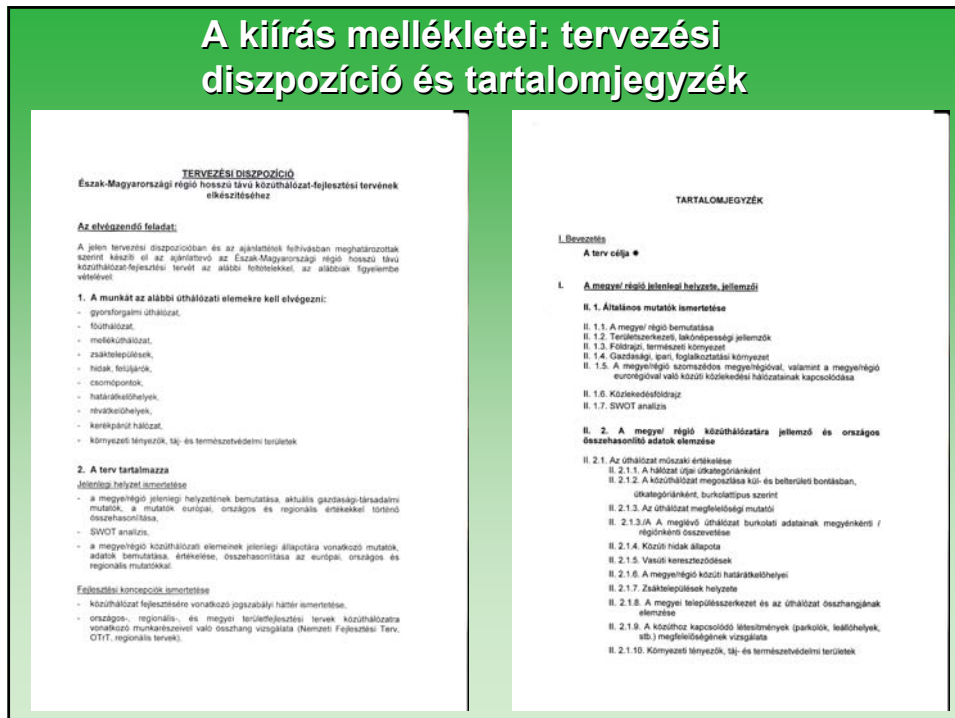 A kiírás mellékletei: tervezési
diszpozíció és tartalomjegyzék
TERVEZÉSI DISZPOZÍCIÓ
Észak-Magyarországi régió hosszú távú közúthálózat-fejlesztési tervének
elkészítéséhez
Az elvégzendő feladat:
A jelen tervezési diszpozícióban és az ajánlattételi felhívásban meghatározottak
szerint készíti el az ajánlattevő az Észak-Magyarországi régió hosszú távú
közúthálózat-fejlesztési tervét az alábbi feltételekkel, az alábbiak figyelembe
vételével:
1. A munkát az alábbi úthálózati elemekre kell elvégezni:
- gyorsforgalmi úthálózat,
- főúthálózat,
- mellékúthálózat,
- zsáktelepülések,
- hidak, felüljárók,
- csomópontok,
- határátkelőhelyek,
- révátkelőhelyek,
- kerékpárút hálózat,
- környezeti tényezők, táj- és természetvédelmi területek
2. A terv tartalmazza
Jelenlegi helyzet ismertetése
- a megye/régió jelenlegi helyzetének bemutatása, aktuális gazdasági-társadalmi
mutatók, a mutatók európai, országos és regionális értékekkel történő
összehasonlítása,
- SWOT analízis,
- a megye/régió közúthálózati elemeinek jelenlegi állapotára vonatkozó mutatók,
adatok bemutatása, értékelése, összehasonlítása az európai, országos és
regionális mutatókkal.
Fejlesztési koncepciók ismertetése
- közúthálózat fejlesztésére vonatkozó jogszabályi háttér ismertetése,
- országos-, regionális-, és megyei területfejlesztési tervek közúthálózatra
vonatkozó munkarészeivel való összhang vizsgálata (Nemzeti Fejlesztési Terv,
OTrT, regionális tervek).
TARTALOMJEGYZÉK
I. Bevezetés
A terv célja ●
I. A megye/ régió jelenlegi helyzete, jellemzői
II. 1. Általános mutatók ismertetése
II. 1.1. A megye/ régió bemutatása
II. 1.2. Területszerkezeti, lakónépességi jellemzők
II. 1.3. Földrajzi, természeti környezet
II. 1.4. Gazdasági, ipari, foglalkoztatási környezet
II. 1.5. A megye/régió szomszédos megye/régióval, valamint a megye/régió
eurorégióval való közúti közlekedési hálózatainak kapcsolódása
II. 1.6. Közlekedésföldrajz
II. 1.7. SWOT analízis
II. 2. A megye/ régió közúthálózatára jellemző és országos
összehasonlító adatok elemzése
II. 2.1. Az úthálózat műszaki értékelése
II. 2.1.1. A hálózat útjai útkategóriánként
II. 2.1.2. A közúthálózat megoszlása kül- és belterületi bontásban,
útkategóriánként, burkolattípus szerint
II. 2.1.3. Az úthálózat megfelelőségi mutatói
II. 2.1.3./A A meglévő úthálózat burkolati adatainak megyénkénti /
régiónkénti összevetése
II. 2.1.4. Közúti hidak állapota
II. 2.1.5. Vasúti kereszteződések
II. 2.1.6. A megye/régió közúti határátkelőhelyei
II. 2.1.7. Zsáktelepülések helyzete
II. 2.1.8. A megyei településszerkezet és az úthálózat összhangjának
elemzése
II. 2.1.9. A közúthoz kapcsolódó létesítmények (parkolók, leállóhelyek,
stb.) megfelelőségének vizsgálata
II. 2.1.10. Környezeti tényezők, táj- és természetvédelmi területek